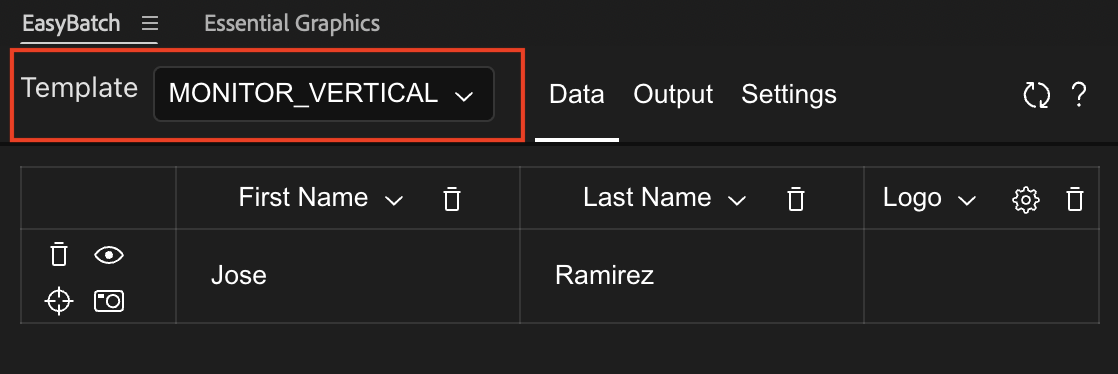 EasyBatch Essential Graphics
Template MONITOR_VERTICAL Data Output Settings ?
First Name Last Name Logo
Jose Ramirez